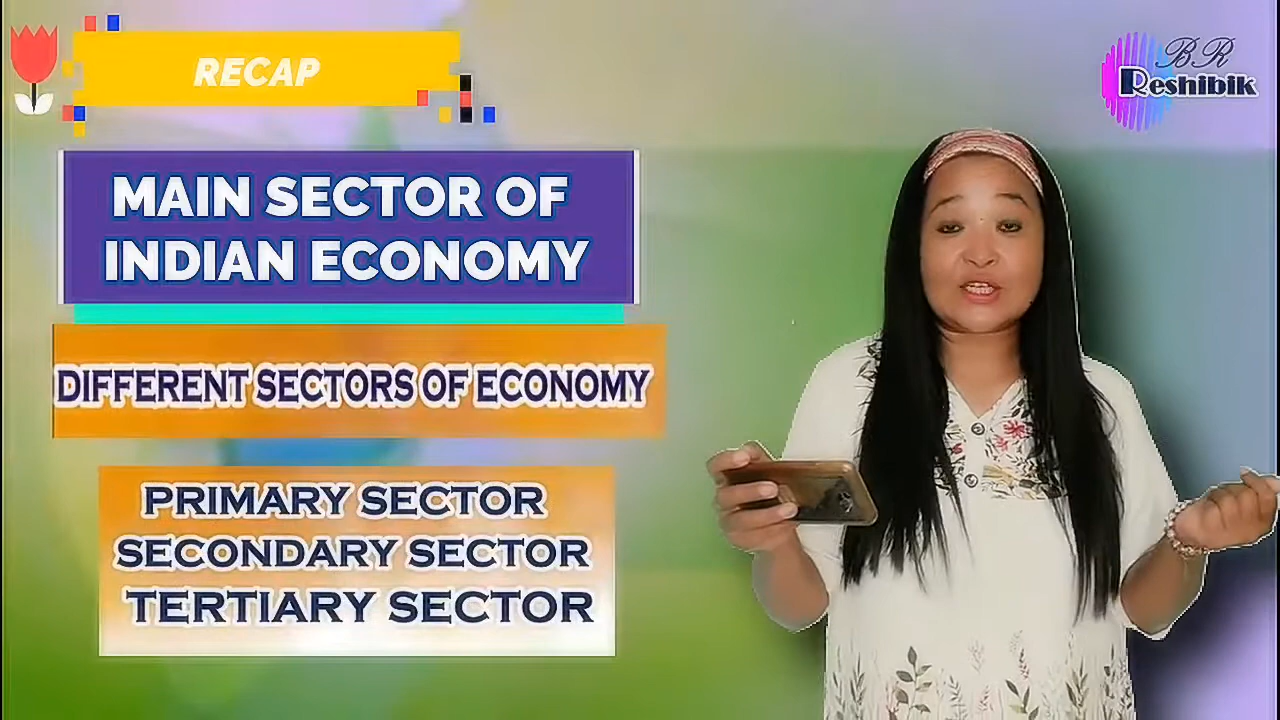 RECAP
BR
Reshibik
MAIN SECTOR OF
INDIAN ECONOMY
DIFFERENT SECTORS OF ECONOMY
PRIMARY SECTOR
SECONDARY SECTOR
TERTIARY SECTOR